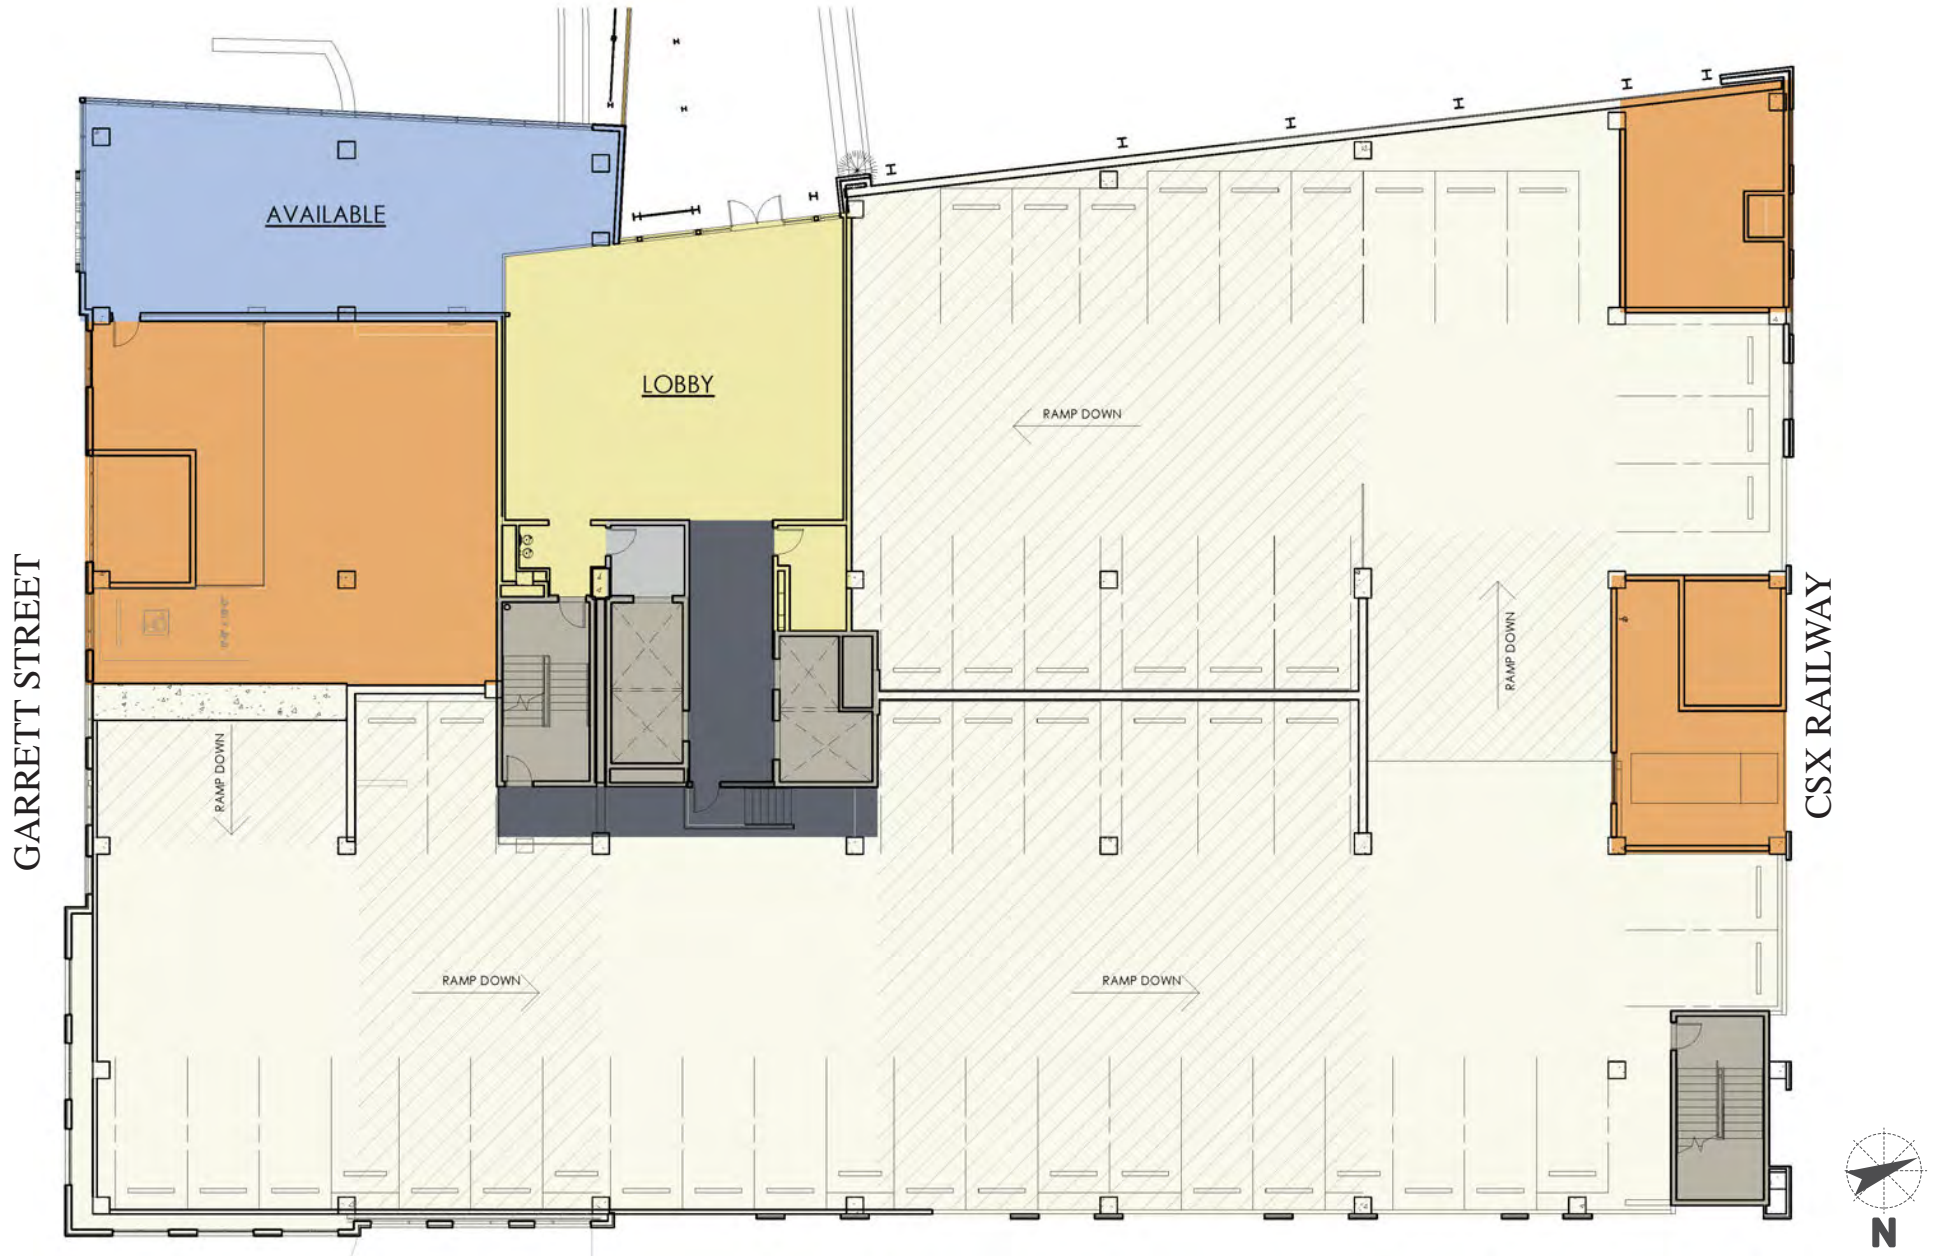 AVAILABLE
LOBBY
RAMP DOWN
GARRETT STREET
CSX RAILWAY
RAMP DOWN
RAMP DOWN
RAMP DOWN
RAMP DOWN
N